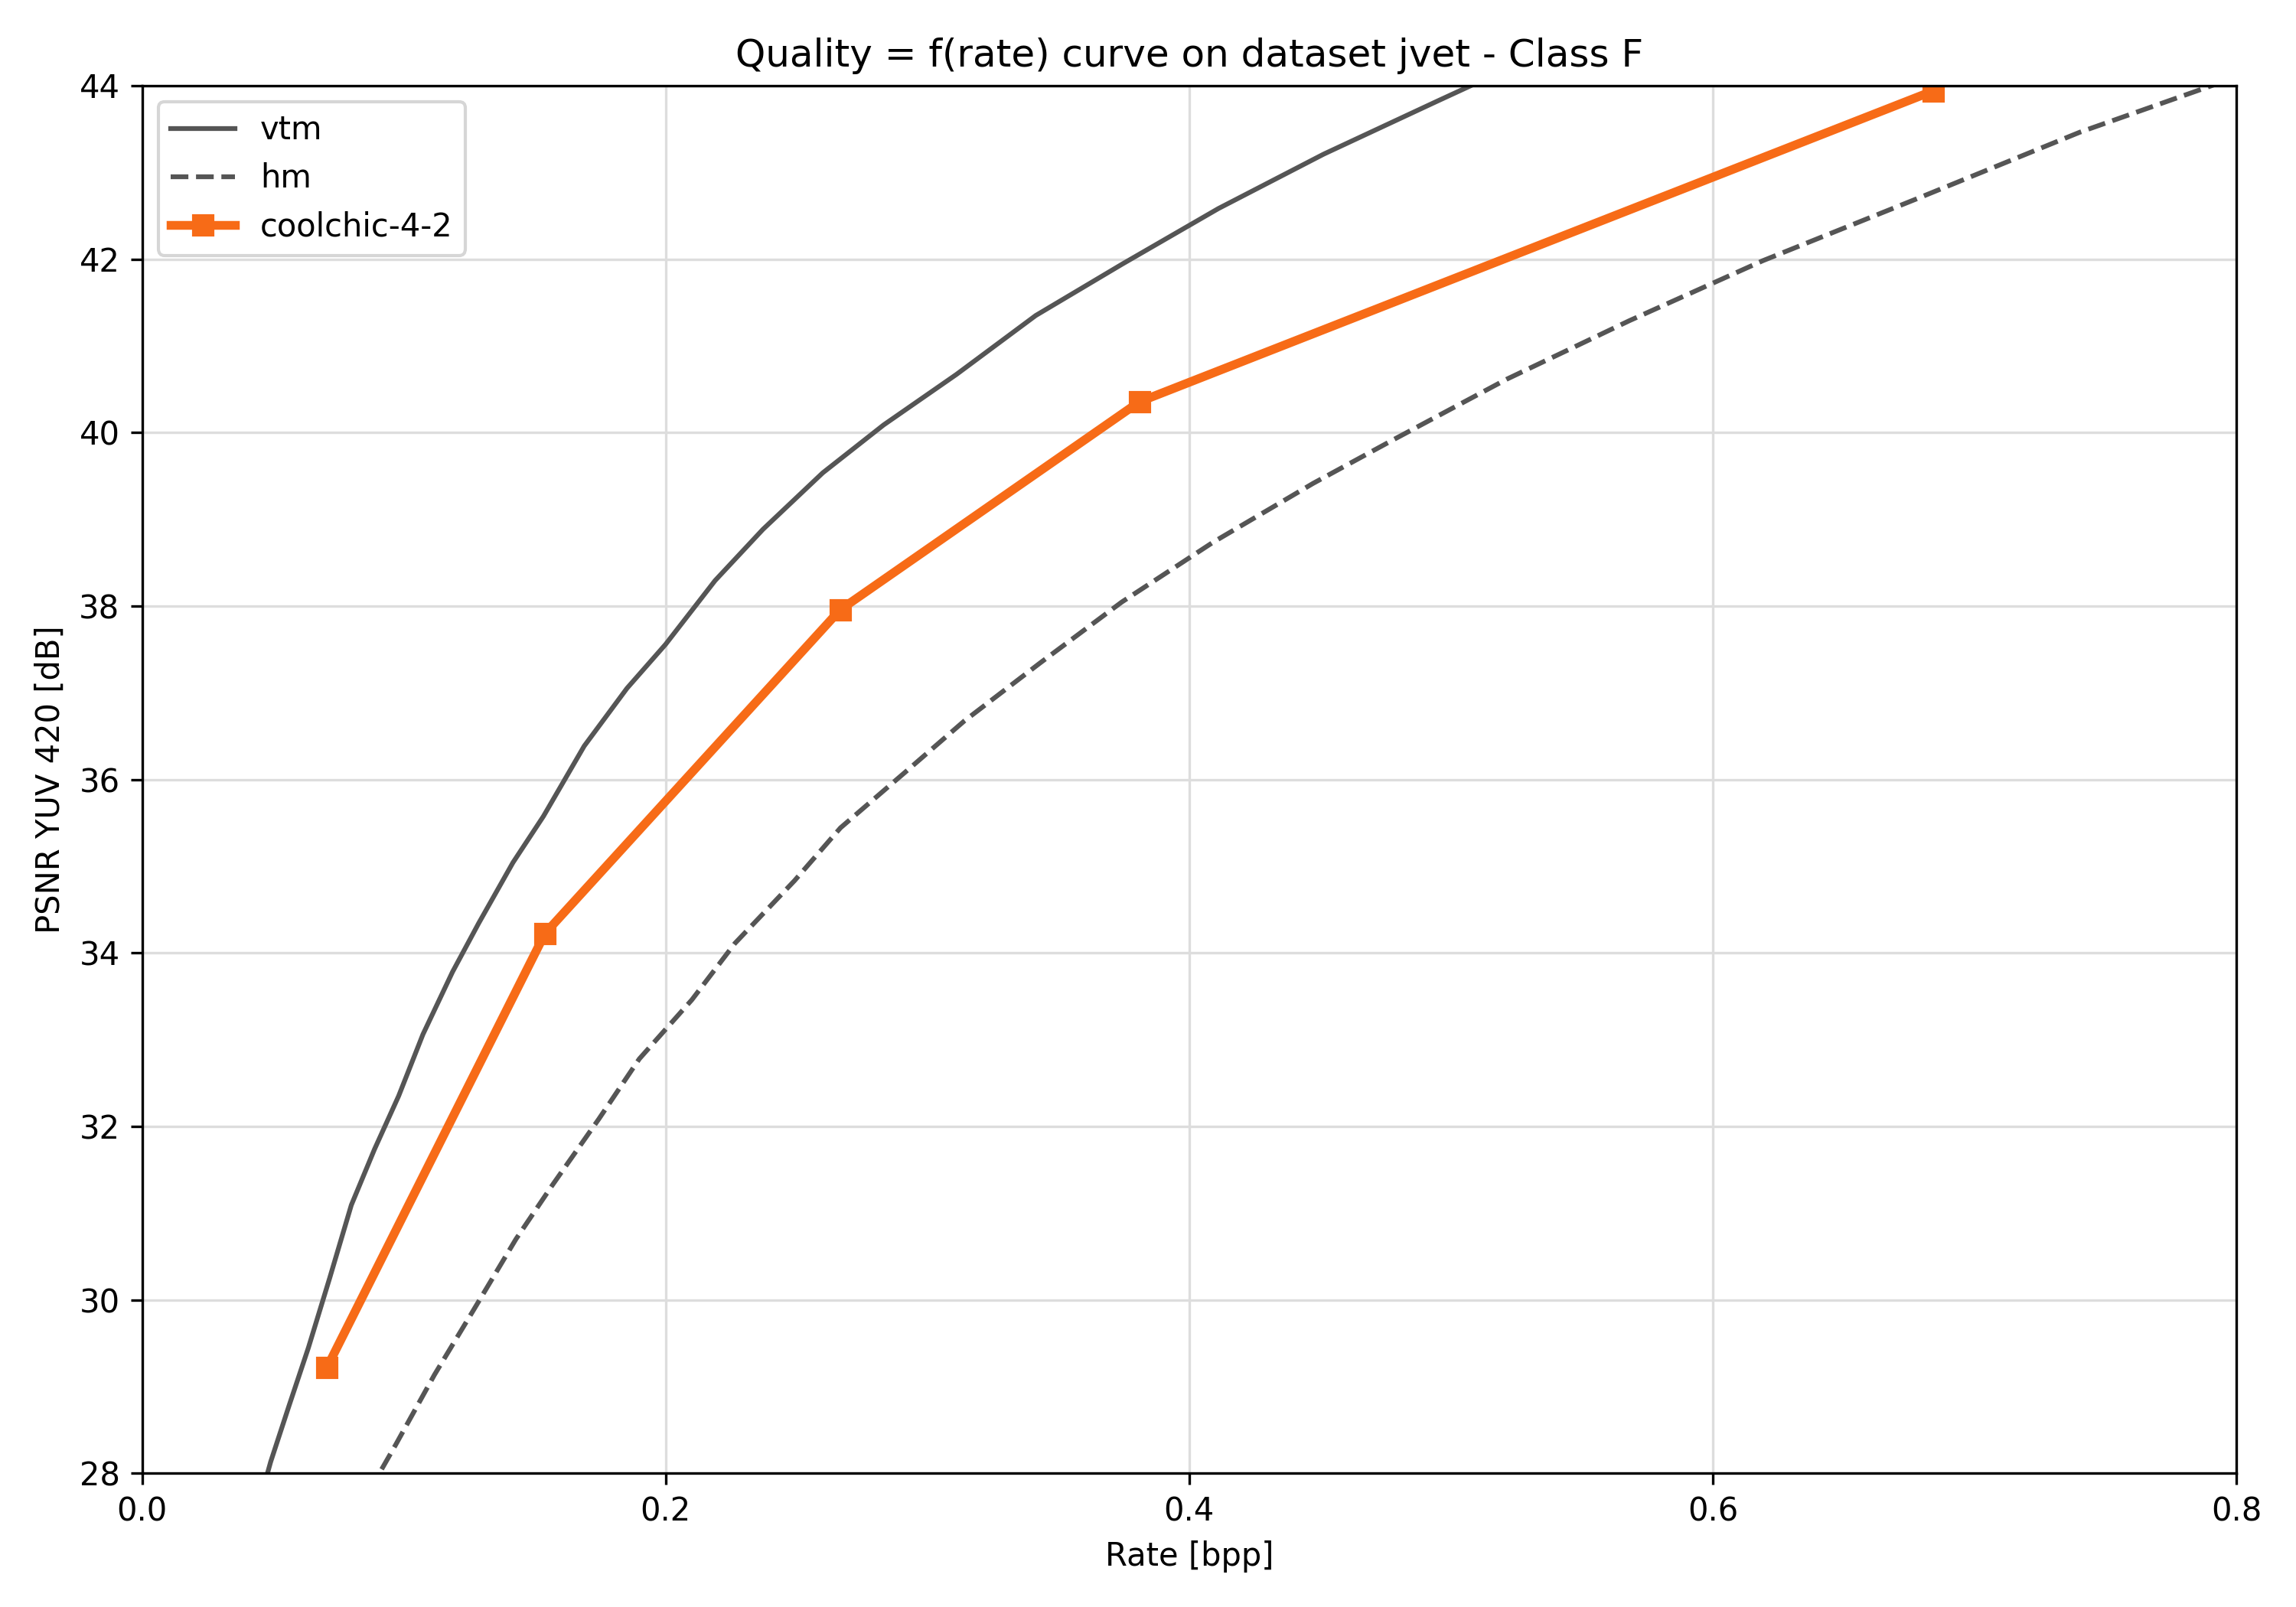 Quality = f(rate) curve on dataset jvet - Class F
vtm
hm
coolchic-4-2
PSNR YUV 420 [dB]
44
42
40
38
36
34
32
30
28
0.0 0.2 0.4 0.6 0.8
Rate [bpp]